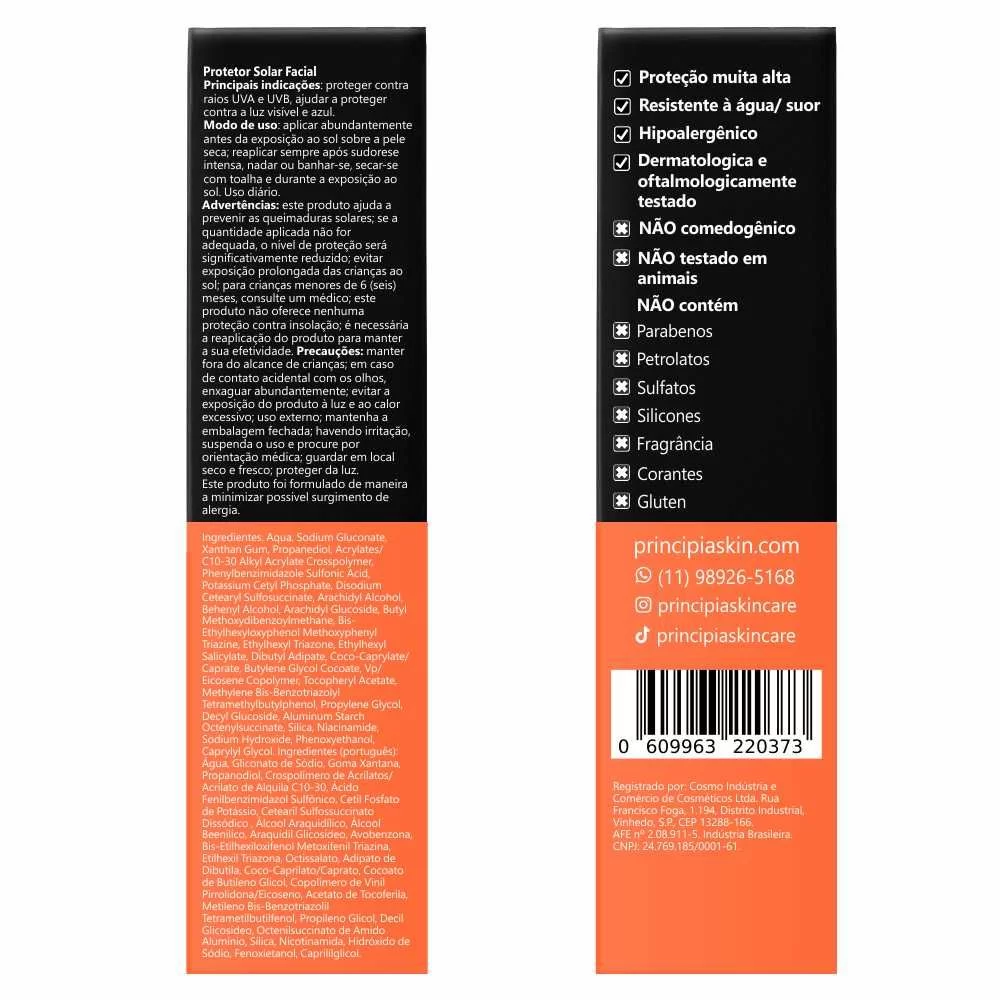 Protetor Solar Facial
Principais indicações: proteger contra
raios UVA e UVB, ajudar a proteger
contra a luz visível e azul.
Modo de uso: aplicar abundantemente
antes da exposição ao sol sobre a pele
seca; reaplicar sempre após sudorese
intensa, nadar ou banhar-se, secar-se
com toalha e durante a exposição ao
sol. Uso diário.
Advertências: este produto ajuda a
prevenir as queimaduras solares; se a
quantidade aplicada não for
adequada, o nível de proteção será
significativamente reduzido; evitar
exposição prolongada das crianças ao
sol; para crianças menores de 6 (seis)
meses, consulte um médico; este
produto não oferece nenhuma
proteção contra insolação; é necessária
a reaplicação do produto para manter
a sua efetividade. Precauções: manter
fora do alcance de crianças; em caso
de contato acidental com os olhos,
enxaguar abundantemente; evitar a
exposição do produto à luz e ao calor
excessivo; uso externo; mantenha a
embalagem fechada; havendo irritação,
suspenda o uso e procure por
orientação médica; guardar em local
seco e fresco; proteger da luz.
Este produto foi formulado de maneira
a minimizar possível surgimento de
alergia.
Ingredientes. Aqua, Sodium Gluconate,
Xanthan Gum, Propanediol, Acrylates/
C10-30 Alkyl Acrylate Crosspolymer,
Phenylbenzimidazole Sulfonic Acid,
Potassium Cetyl Phosphate, Disodium
Cetearyl Sulfosuccinate, Arachidyl Alcohol,
Behenyl Alcohol, Arachidyl Glucoside, Butyl
Methoxydibenzoylmethane, Bis-
Ethylhexyloxyphenol Methoxyphenyl
Triazine, Ethylhexyl Triazone, Ethylhexyl
Salicylate, Dibutyl Adipate, Coco-Caprylate/
Caprate, Butylene Glycol Cocoate, Vp/
Eicosene Copolymer, Tocopheryl Acetate,
Methylene Bis-Benzotriazolyl
Tetramethylbutylphenol, Propylene Glycol,
Decyl Glucoside, Aluminum Starch
Octenylsuccinate, Silica, Niacinamide,
Sodium Hydroxide, Phenoxyethanol,
Caprylyl Glycol. Ingredientes (português):
Água, Gliconato de Sódio, Goma Xantana,
Propanodiol, Crospolímero de Acrilatos/
Acrilato de Alquila C10-30, Ácido
Fenilbenzimidazol Sulfônico, Cetil Fosfato
de Potássio, Cetearil Sulfossuccinato
Dissódico , Álcool Araquidílico, Álcool
Beenílico, Araquidil Glicosídeo, Avobenzona,
Bis-Etilhexiloxifenol Metoxifenil Triazina,
Etilhexil Triazona, Octissalato, Adipato de
Dibutila, Coco-Caprilato/Caprato, Cocoato
de Butileno Glicol, Copolímero de Vinil
Pirrolidona/Eicoseno, Acetato de Tocoferila,
Metileno Bis-Benzotriazolil
Tetrametilbutilfenol, Propileno Glicol, Decil
Glicosídeo, Octenilsuccinato de Amido
Alumínio, Sílica, Nicotinamida, Hidróxido de
Sódio, Fenoxietanol, Caprililglicol.
Proteção muita alta
Resistente à água/ suor
Hipoalergênico
Dermatologica e
oftalmologicamente
testado
NÃO comedogênico
NÃO testado em
animais
NÃO contém
Parabenos
Petrolatos
Sulfatos
Silicones
Fragrância
Corantes
Gluten
principiaskin.com
(11) 98926-5168
principiaskincare
principiaskincare
0 609963 220373
Registrado por: Cosmo Indústria e
Comércio de Cosméticos Ltda. Rua
Francisco Foga, 1.194, Distrito Industrial,
Vinhedo, S.P., CEP 13288-166.
AFE nº 2.08.911-5. Indústria Brasileira.
CNPJ: 24.769.185/0001-61.